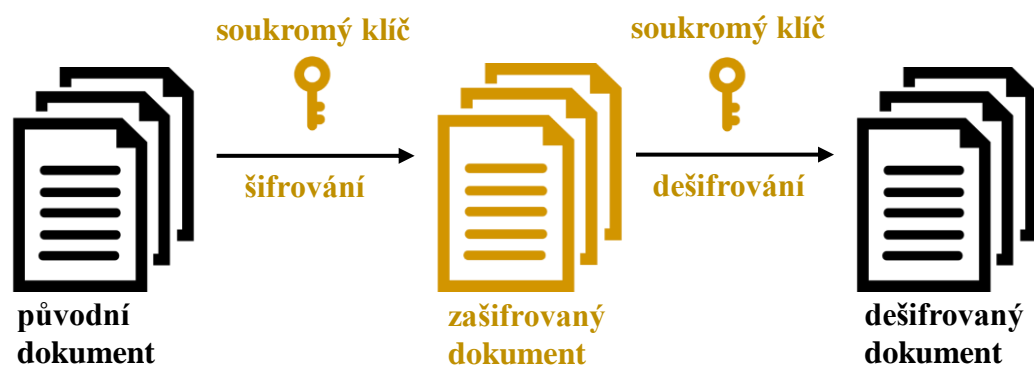 soukromý klíč
soukromý klíč
šifrování
dešifrování
původní
dokument
zašifrovaný
dokument
dešifrovaný
dokument